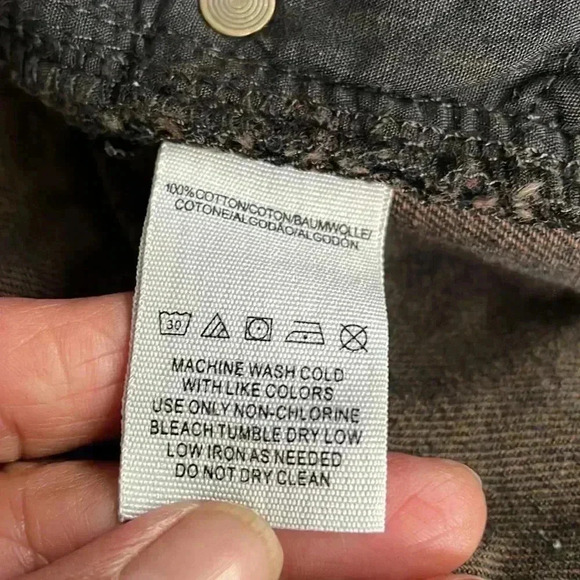 100% COTTON/COTON/BAUMWOLLE/
COTONE/ALGODÃO/ALGODÓN
30
MACHINE WASH COLD
WITH LIKE COLORS
USE ONLY NON-CHLORINE
BLEACH TUMBLE DRY LOW
LOW IRON AS NEEDED
DO NOT DRY CLEAN